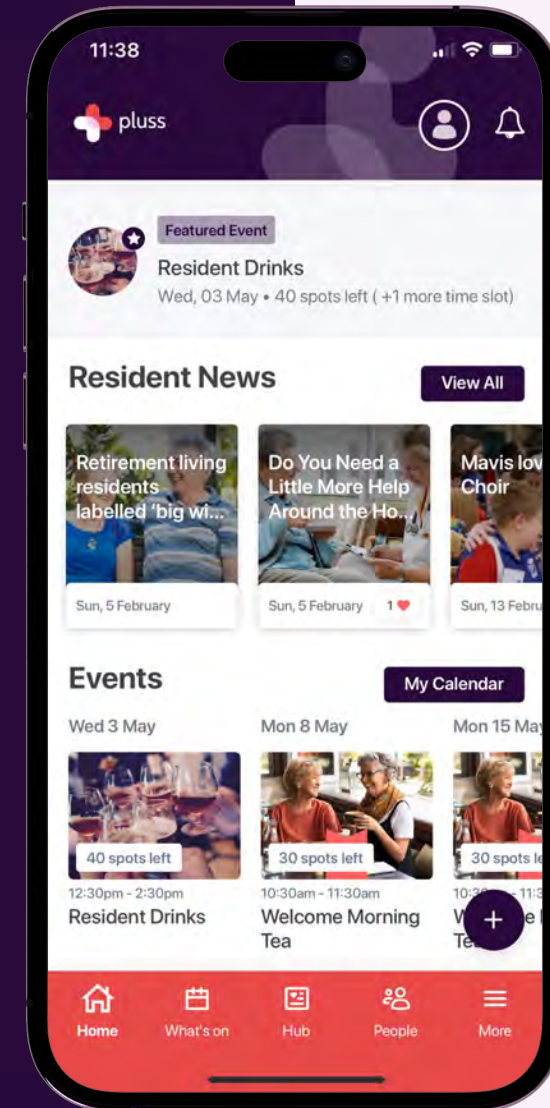 11:38
pluss
Featured Event
Resident Drinks
Wed, 03 May • 40 spots left ( +1 more time slot)
Resident News
View All
Retirement living
residents
labelled ‘big wi...
Do You Need a
Little More Help
Around the Ho...
Mavis lov
Choir
Sun, 5 February
Sun, 5 February 1
Sun, 13 Febru
Events
My Calendar
Wed 3 May
Mon 8 May
Mon 15 May
40 spots left
30 spots left
30 spots le
12:30pm - 2:30pm
10:30am - 11:30am
Resident Drinks
Welcome Morning
Tea
Home
What's on
Hub
People
More